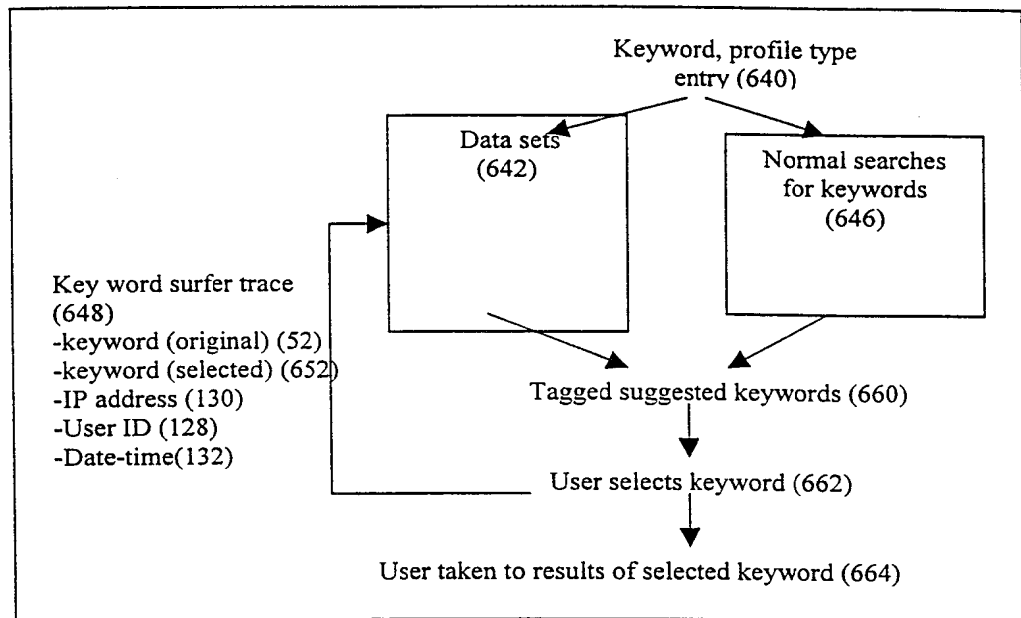 Keyword, profile type
entry (640)
Data sets
(642)
Normal searches
for keywords
(646)
Key word surfer trace
(648)
-keyword (original) (52)
-keyword (selected) (652)
-IP address (130)
-User ID (128)
-Date-time(132)
Tagged suggested keywords (660)
User selects keyword (662)
User taken to results of selected keyword (664)